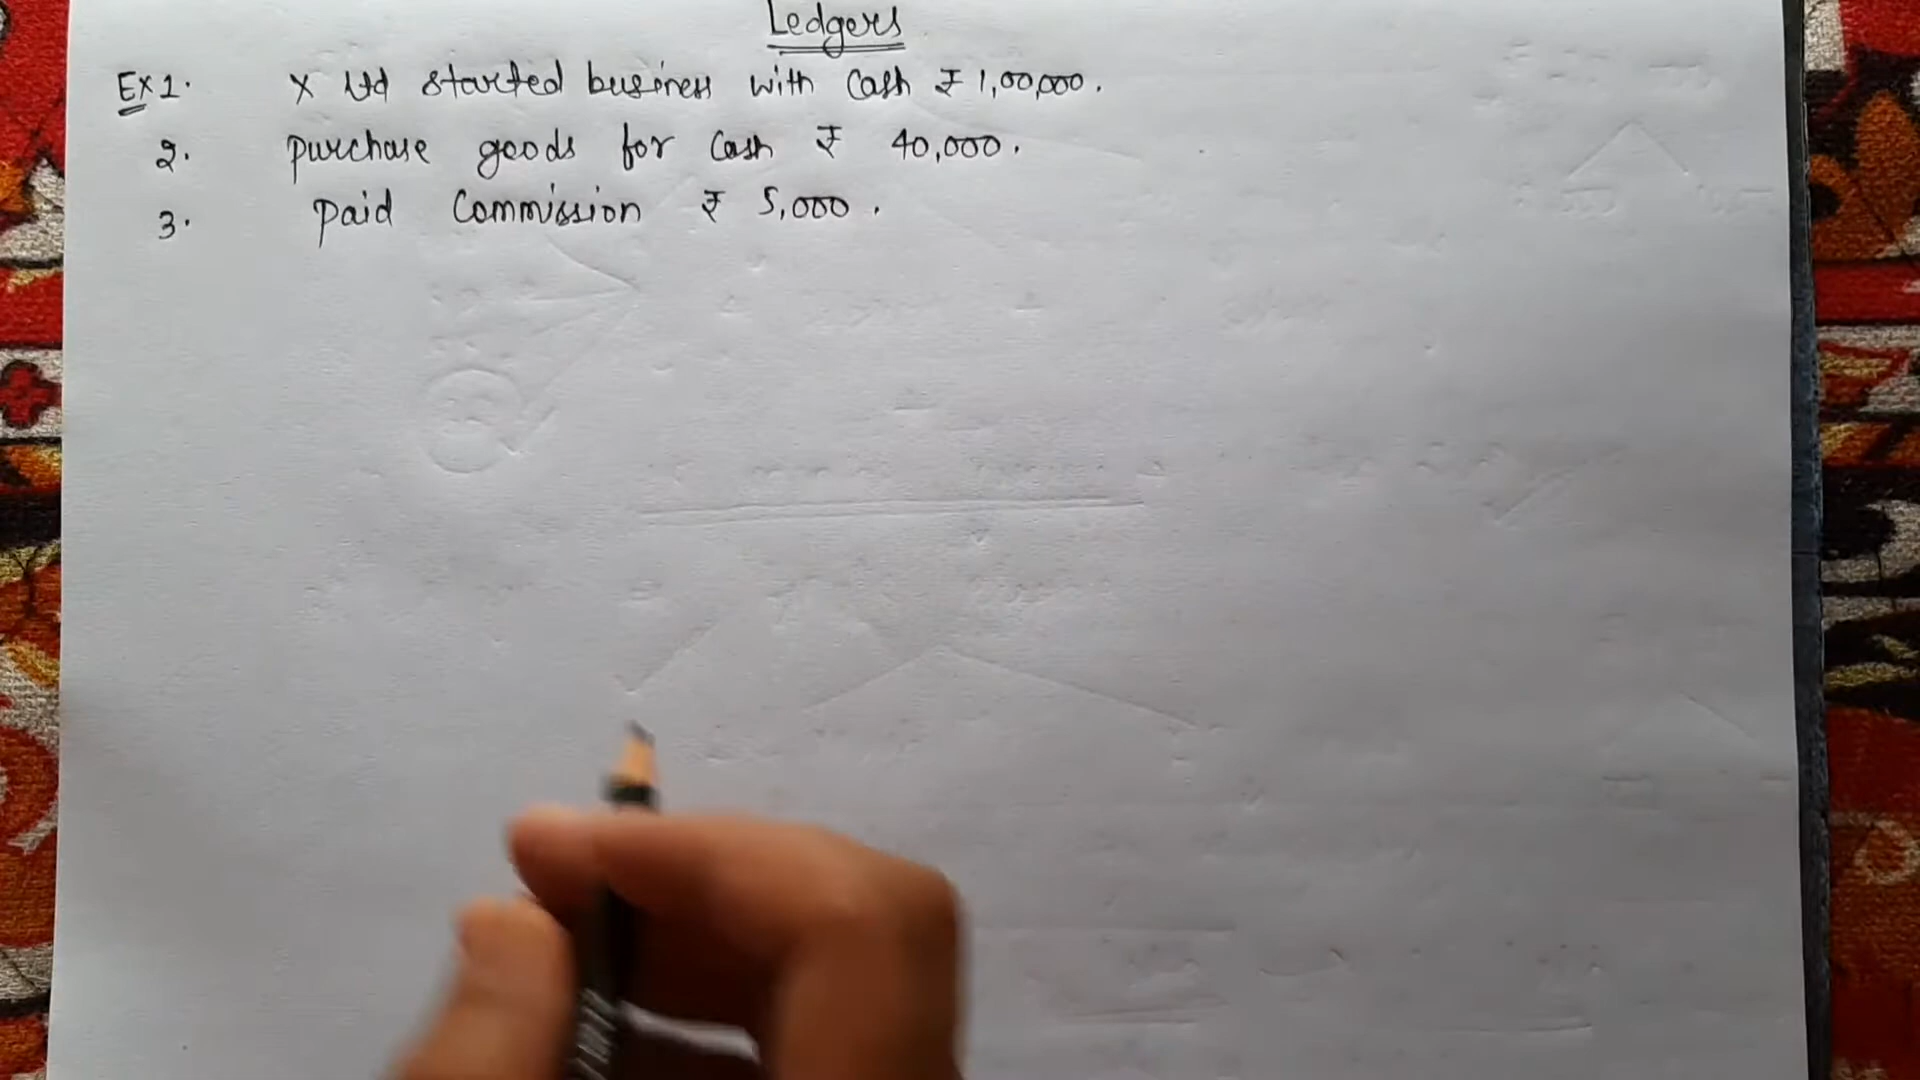 Ledgers
Ex 1. X Ltd started business with Cash ₹ 1,00,000.
2. purchase goods for Cash ₹ 40,000.
3. paid Commission ₹ 5,000.